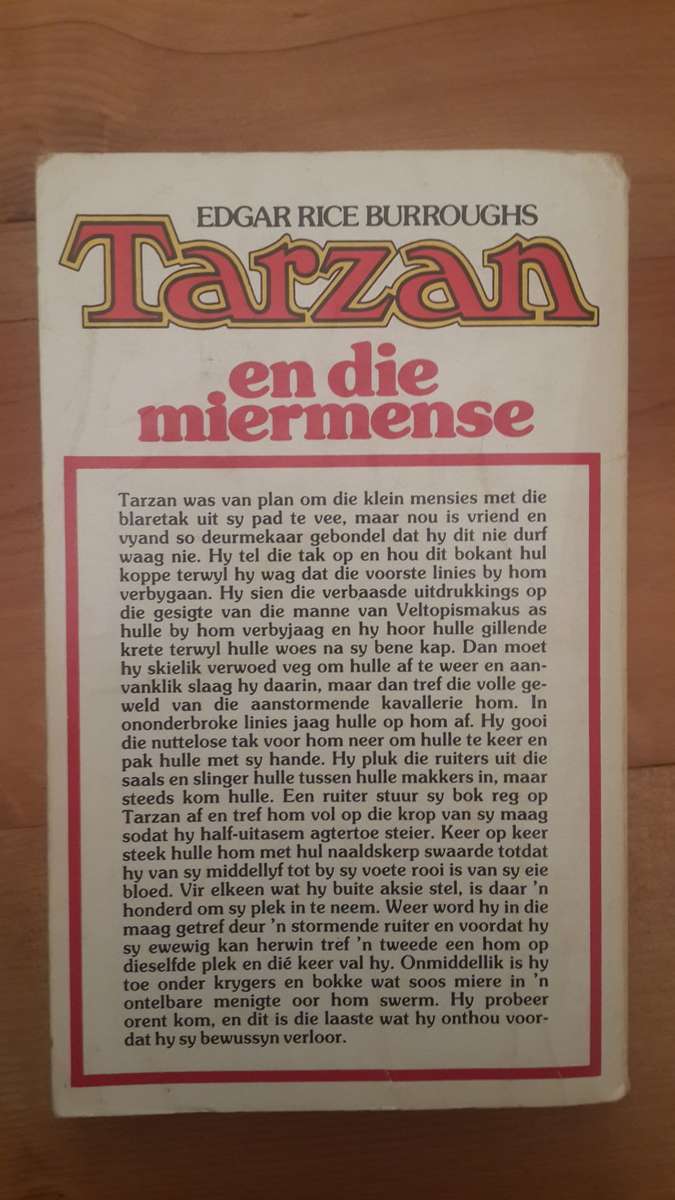 EDGAR RICE BURROUGHS
Tarzan
en die
miermense
Tarzan was van plan om die klein mensies met die
blaretak uit sy pad te vee, maar nou is vriend en
vyand so deurmekaar gebondel dat hy dit nie durf
waag nie. Hy tel die tak op en hou dit bokant hul
koppe terwyl hy wag dat die voorste linies by hom
verbygaan. Hy sien die verbaasde uitdrukkings op
die gesigte van die manne van Veltopismakus as
hulle by hom verbyjaag en hy hoor hulle gillende
krete terwyl hulle woes na sy bene kap. Dan moet
hy skielik verwoed veg om hulle af te weer en aan-
vanklik slaag hy daarin, maar dan tref die volle ge-
weld van die aanstormende kavallerie hom. In
ononderbroke linies jaag hulle op hom af. Hy gooi
die nuttelose tak voor hom neer om hulle te keer en
pak hulle met sy hande. Hy pluk die ruiters uit die
saals en slinger hulle tussen hulle makkers in, maar
steeds kom hulle. Een ruiter stuur sy bok reg op
Tarzan af en tref hom vol op die krop van sy maag
sodat hy half-uitasem agtertoe steier. Keer op keer
steek hulle hom met hul naaldskerp swaarde totdat
hy van sy middellyf tot by sy voete rooi is van sy eie
bloed. Vir elkeen wat hy buite aksie stel, is daar 'n
honderd om sy plek in te neem. Weer word hy in die
maag getref deur 'n stormende ruiter en voordat hy
sy ewewig kan herwin tref 'n tweede een hom op
dieselfde plek en dié keer val hy. Onmiddellik is hy
toe onder krygers en bokke wat soos miere in 'n
ontelbare menigte oor hom swerm. Hy probeer
orent kom, en dit is die laaste wat hy onthou voor-
dat hy sy bewussyn verloor.